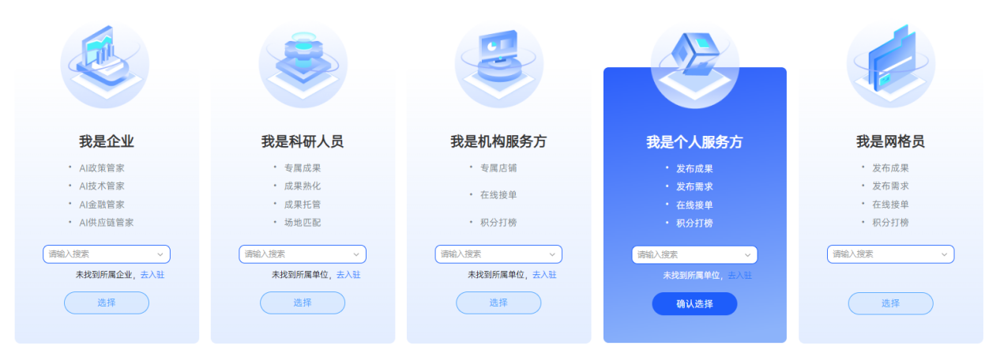 我是企业
• AI政策管家
• AI技术管家
• AI金融管家
• AI供应链管家
请输入搜索
未找到所属企业，去入驻
选择
我是科研人员
• 专属成果
• 成果熟化
• 成果托管
• 场地匹配
请输入搜索
未找到所属单位，去入驻
选择
我是机构服务方
• 专属店铺
• 在线接单
• 积分打榜
请输入搜索
未找到所属单位，去入驻
选择
我是个人服务方
• 发布成果
• 发布需求
• 在线接单
• 积分打榜
请输入搜索
未找到所属单位，去入驻
确认选择
我是网格员
• 发布成果
• 发布需求
• 在线接单
• 积分打榜
请输入搜索
选择